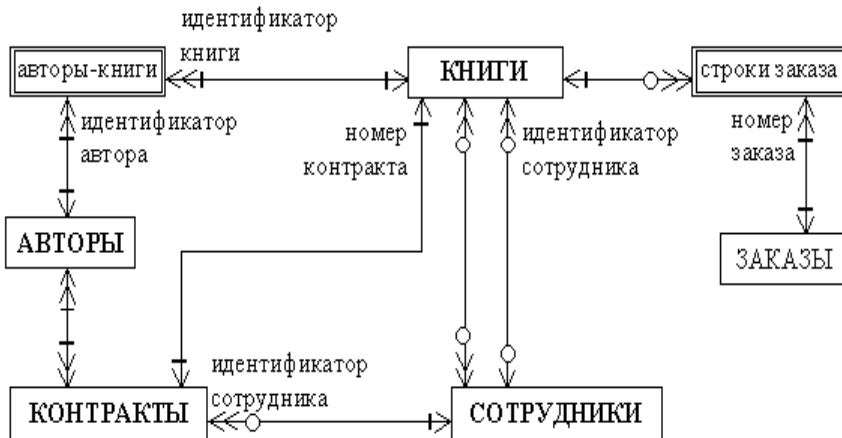 идентификатор
книги
авторы-книги
КНИГИ
строки заказа
идентификатор
автора
номер
контракта
идентификатор
сотрудника
номер
заказа
АВТОРЫ
ЗАКАЗЫ
идентификатор
сотрудника
КОНТРАКТЫ
СОТРУДНИКИ